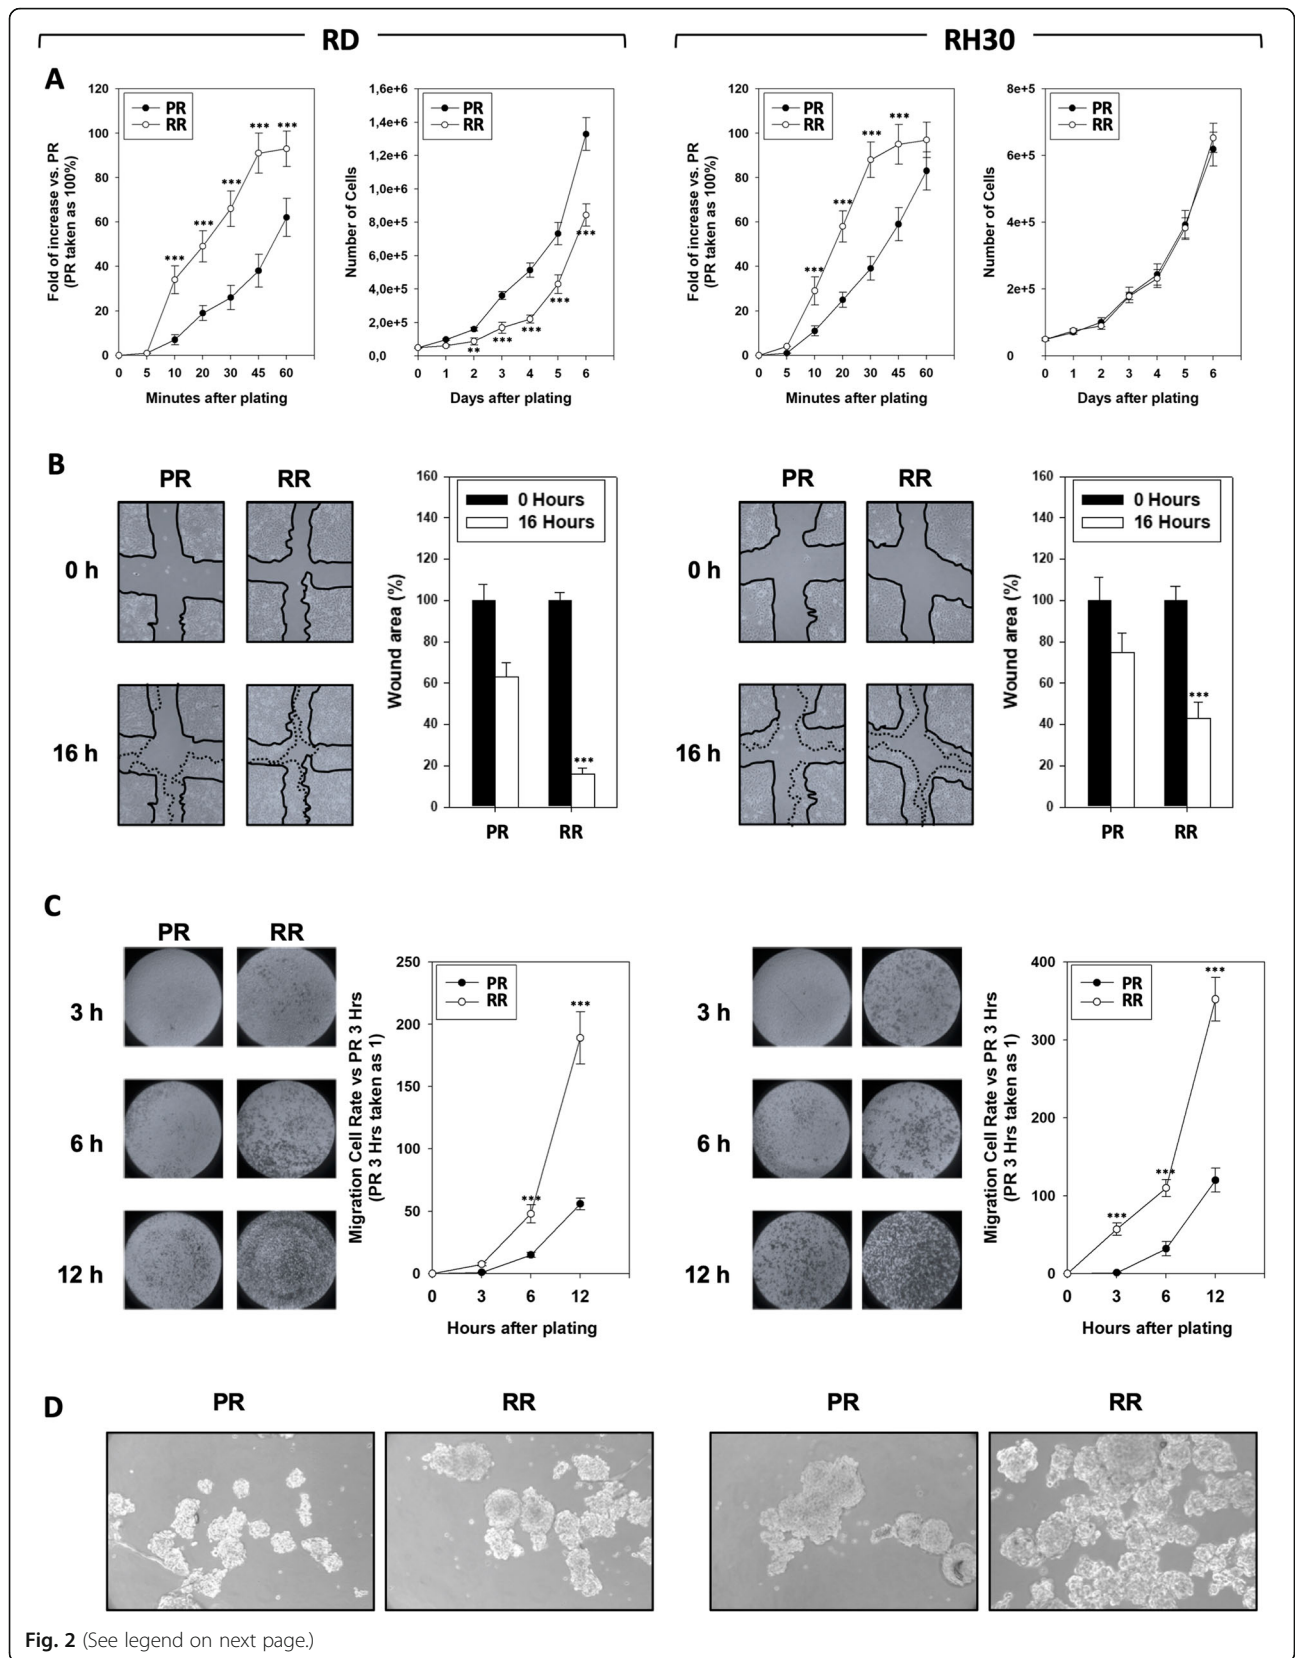 RD
RH30
A
120
100
80
60
40
20
0
PR
RR
***
***
***
***
***
0 5 10 20 30 45 60
Minutes after plating
Fold of increase vs. PR
(PR taken as 100%)
1,6e+6
1,4e+6
1,2e+6
1,0e+6
8,0e+5
6,0e+5
4,0e+5
2,0e+5
0,0
PR
RR
**
***
***
***
***
0 1 2 3 4 5 6
Days after plating
Number of Cells
120
100
80
60
40
20
0
PR
RR
***
***
***
***
0 5 10 20 30 45 60
Minutes after plating
Fold of increase vs. PR
(PR taken as 100%)
8e+5
6e+5
4e+5
2e+5
0
PR
RR
0 1 2 3 4 5 6
Days after plating
Number of Cells
B
PR RR
0 h
16 h
160
140
120
100
80
60
40
20
0
0 Hours
16 Hours
***
PR RR
Wound area (%)
PR RR
0 h
16 h
160
140
120
100
80
60
40
20
0
0 Hours
16 Hours
***
PR RR
Wound area (%)
C
PR RR
3 h
6 h
12 h
250
200
150
100
50
0
PR
RR
***
***
0 3 6 12
Hours after plating
Migration Cell Rate vs PR 3 Hrs
(PR 3 Hrs taken as 1)
3 h
6 h
12 h
400
300
200
100
0
PR
RR
***
***
***
0 3 6 12
Hours after plating
Migration Cell Rate vs PR 3 Hrs
(PR 3 Hrs taken as 1)
D
PR RR PR RR
Fig. 2 (See legend on next page.)